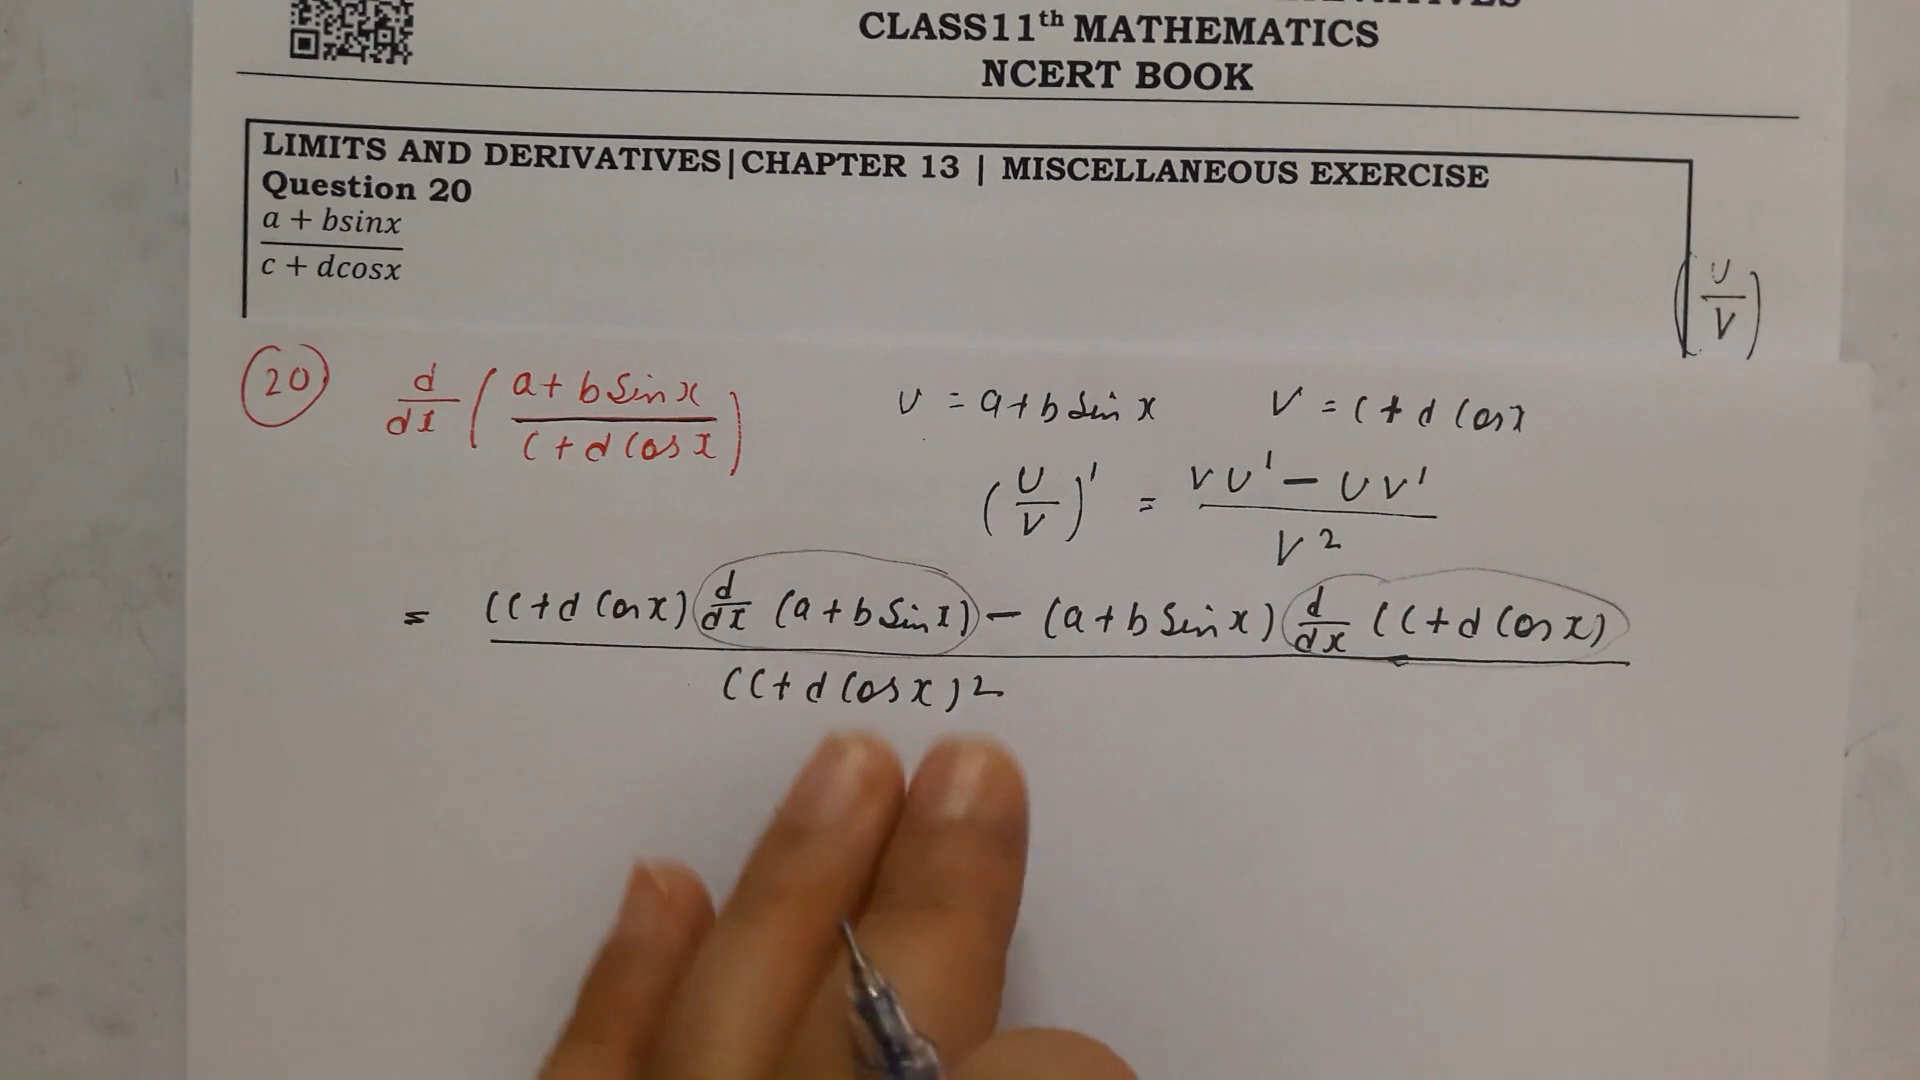 CLASS11th MATHEMATICS
NCERT BOOK
LIMITS AND DERIVATIVES|CHAPTER 13 | MISCELLANEOUS EXERCISE
Question 20
a + bsinx
c + dcosx
(U/V)
20 d/dx (a + b Sin x / c + d Cos x) U = a + b Sin x V = c + d Cos x
(U/V)' = VU' - UV' / V²
= (c + d Cos x) d/dx (a + b Sin x) - (a + b Sin x) d/dx (c + d Cos x)
(c + d Cos x)²